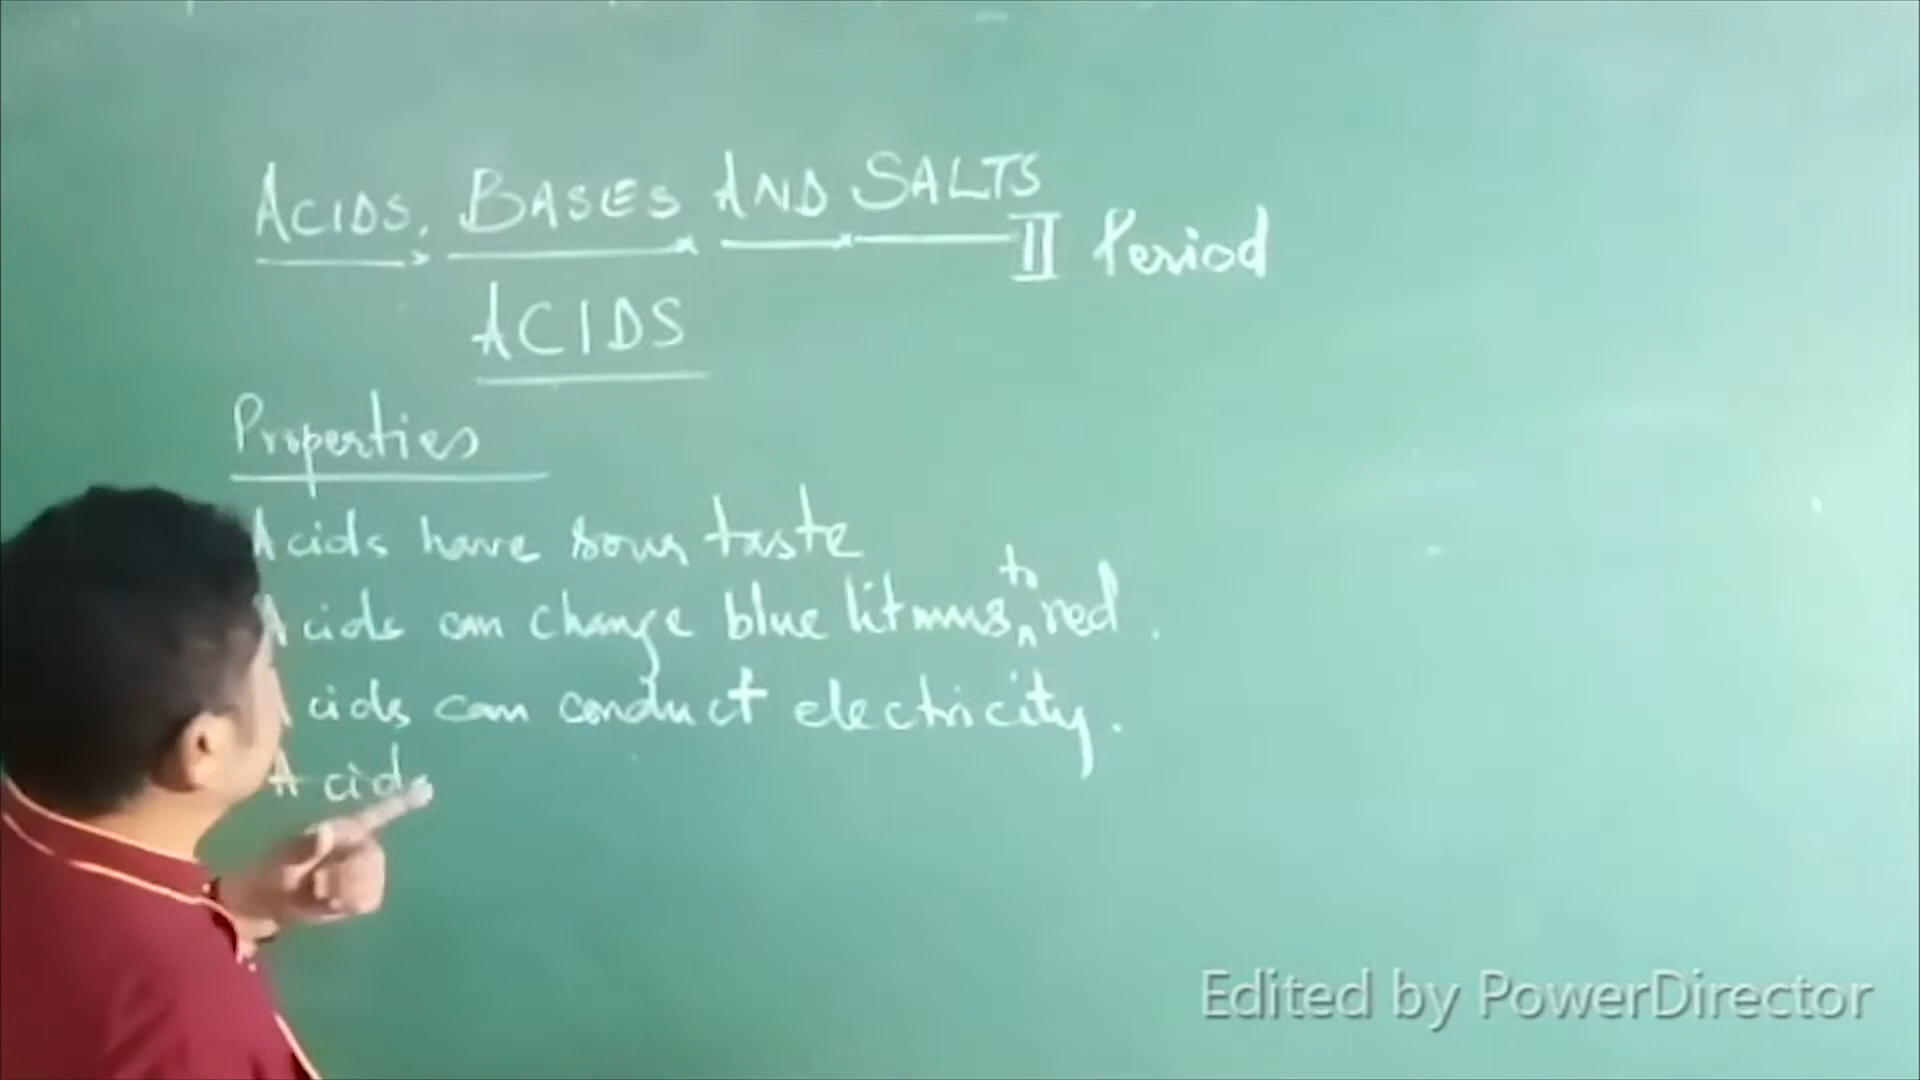 ACIDS, BASES AND SALTS
II Period
ACIDS
Properties
Acids have sour taste
Acids can change blue litmus to red.
Acids can conduct electricity.
Acids
Edited by PowerDirector